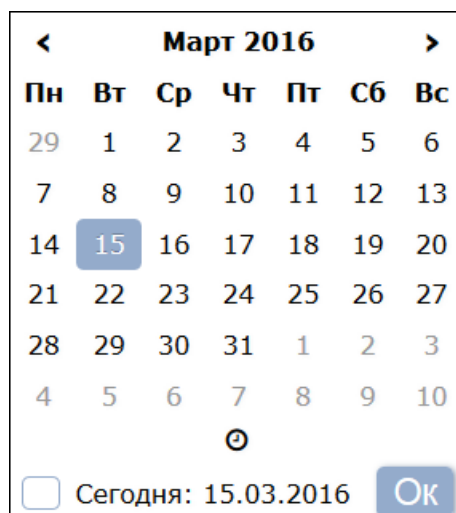 < Март 2016 >
Пн Вт Ср Чт Пт Сб Вс
29 1 2 3 4 5 6
7 8 9 10 11 12 13
14 15 16 17 18 19 20
21 22 23 24 25 26 27
28 29 30 31 1 2 3
4 5 6 7 8 9 10
Сегодня: 15.03.2016 Ок